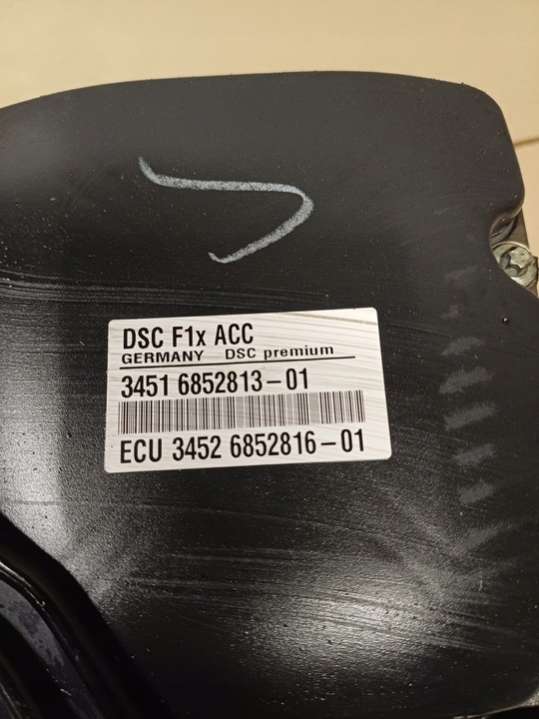 DSC F1x ACC
GERMANY DSC premium
3451 6852813-01
ECU 3452 6852816-01